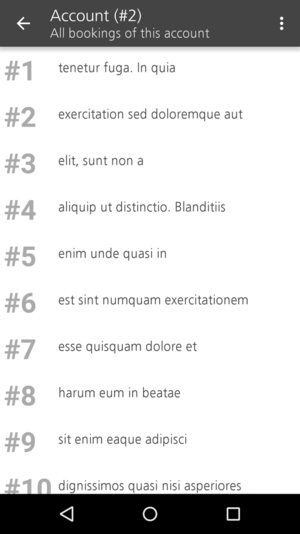 Account (#2)
All bookings of this account
#1 tenetur fuga. In quia
#2 exercitation sed doloremque aut
#3 elit, sunt non a
#4 aliquip ut distinctio. Blanditiis
#5 enim unde quasi in
#6 est sint numquam exercitationem
#7 esse quisquam dolore et
#8 harum eum in beatae
#9 sit enim eaque adipisci
#10 dignissimos quasi nisi asperiores